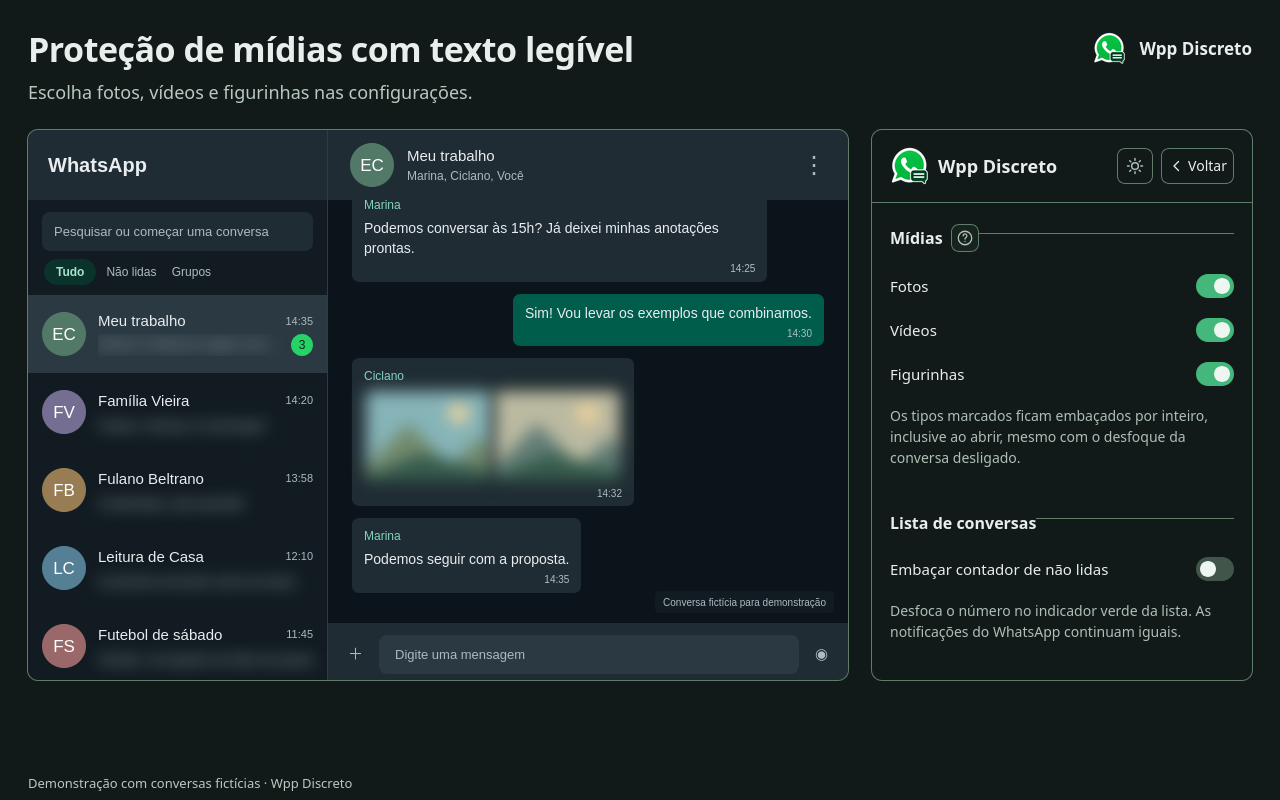 Proteção de mídias com texto legível
Wpp Discreto
Escolha fotos, vídeos e figurinhas nas configurações.
WhatsApp
Pesquisar ou começar uma conversa
Tudo
Não lidas
Grupos
EC
Meu trabalho
14:35
3
FV
Família Vieira
14:20
FB
Fulano Beltrano
13:58
LC
Leitura de Casa
12:10
FS
Futebol de sábado
11:45
EC
Meu trabalho
Marina, Ciclano, Você
Marina
Podemos conversar às 15h? Já deixei minhas anotações
prontas.
14:25
Sim! Vou levar os exemplos que combinamos.
14:30
Ciclano
14:32
Marina
Podemos seguir com a proposta.
14:35
Conversa fictícia para demonstração
Digite uma mensagem
Wpp Discreto
Voltar
Mídias
Fotos
Vídeos
Figurinhas
Os tipos marcados ficam embaçados por inteiro,
inclusive ao abrir, mesmo com o desfoque da
conversa desligado.
Lista de conversas
Embaçar contador de não lidas
Desfoca o número no indicador verde da lista. As
notificações do WhatsApp continuam iguais.
Demonstração com conversas fictícias · Wpp Discreto